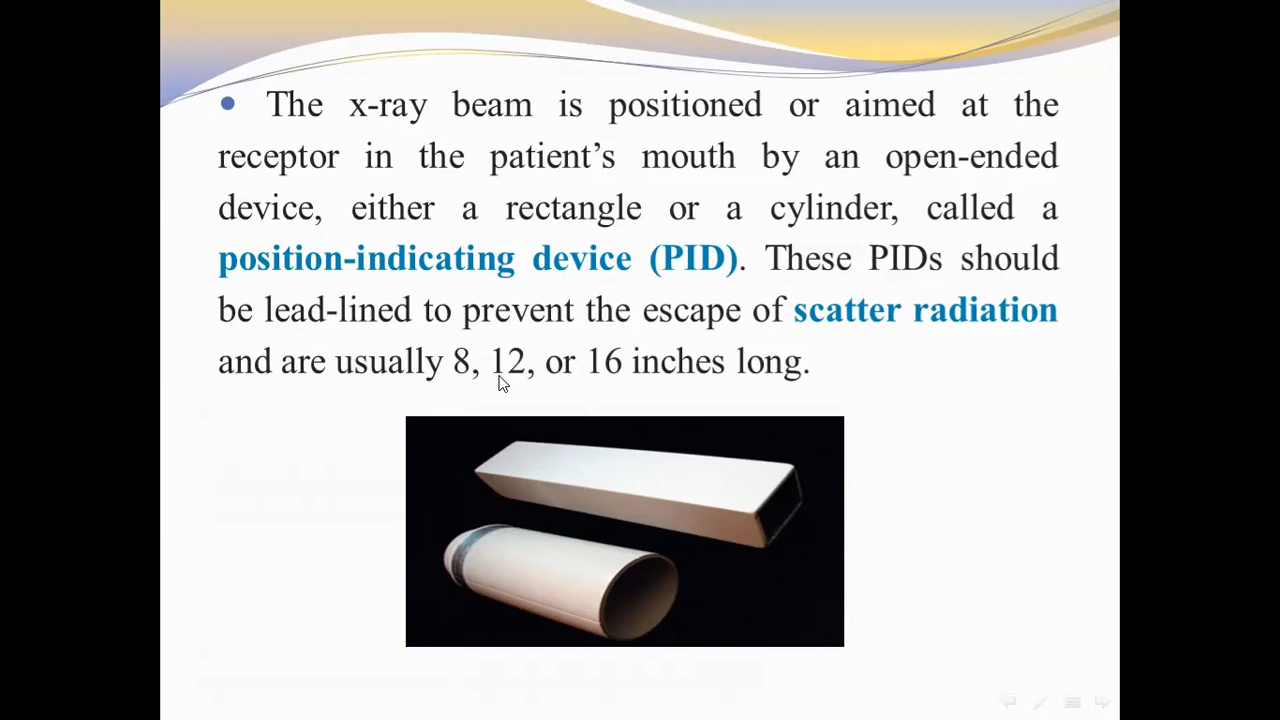 • The x-ray beam is positioned or aimed at the
receptor in the patient’s mouth by an open-ended
device, either a rectangle or a cylinder, called a
position-indicating device (PID). These PIDs should
be lead-lined to prevent the escape of scatter radiation
and are usually 8, 12, or 16 inches long.